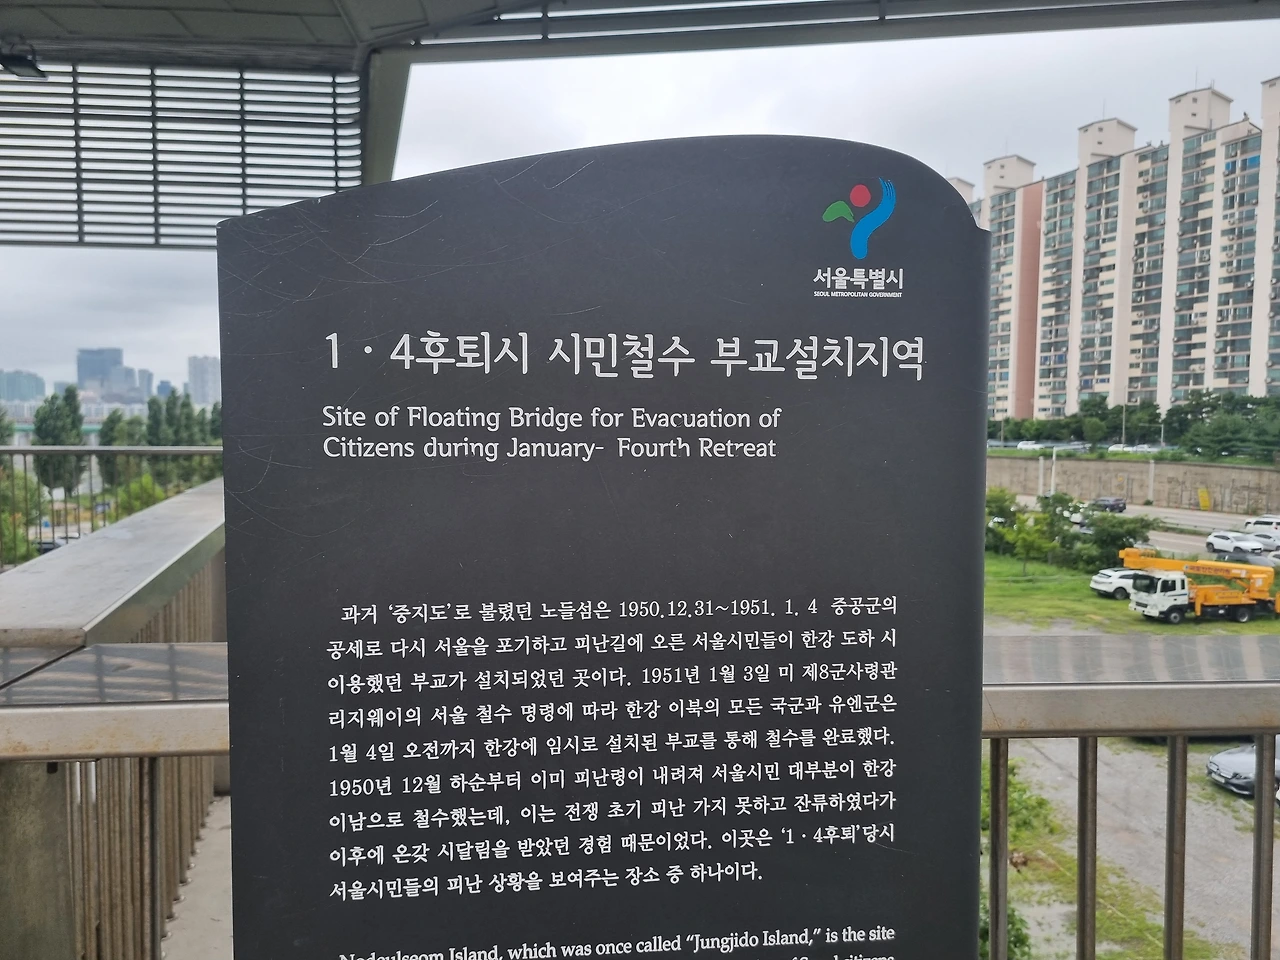 서울특별시
SEOUL METROPOLITAN GOVERNMENT
1·4후퇴시 시민철수 부교설치지역
Site of Floating Bridge for Evacuation of
Citizens during January- Fourth Retreat
과거 ‘중지도’로 불렸던 노들섬은 1950.12.31~1951. 1. 4 중공군의
공세로 다시 서울을 포기하고 피난길에 오른 서울시민들이 한강 도하 시
이용했던 부교가 설치되었던 곳이다. 1951년 1월 3일 미 제8군사령관
리지웨이의 서울 철수 명령에 따라 한강 이북의 모든 국군과 유엔군은
1월 4일 오전까지 한강에 임시로 설치된 부교를 통해 철수를 완료했다.
1950년 12월 하순부터 이미 피난령이 내려져 서울시민 대부분이 한강
이남으로 철수했는데, 이는 전쟁 초기 피난 가지 못하고 잔류하였다가
이후에 온갖 시달림을 받았던 경험 때문이었다. 이곳은 ‘1·4후퇴’당시
서울시민들의 피난 상황을 보여주는 장소 중 하나이다.
Nodeulseom Island, which was once called “Jungjido Island,” is the site
of Seoul citizens